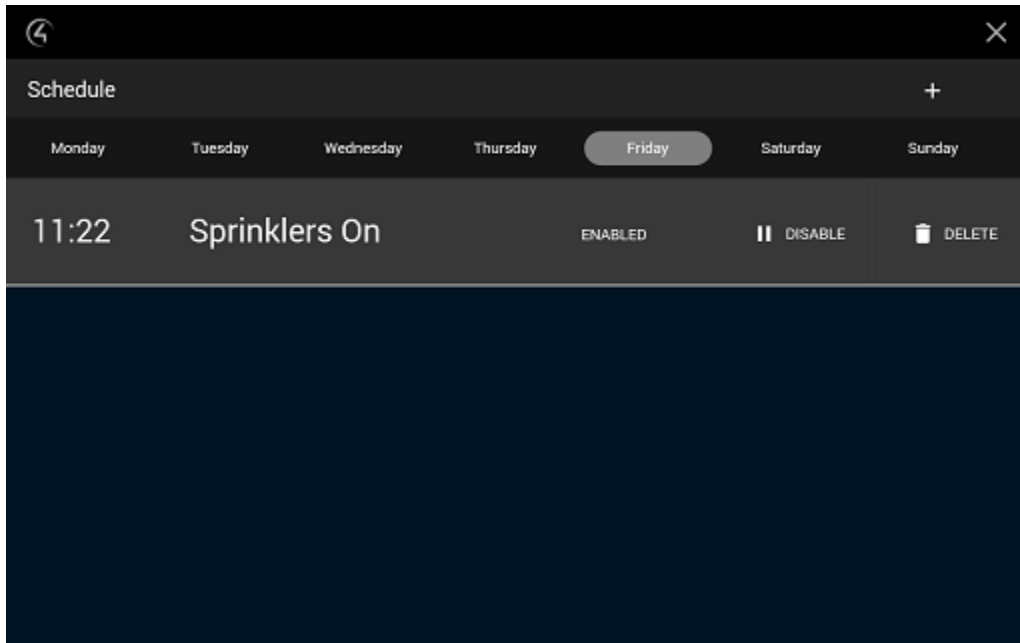 Schedule
+
Monday Tuesday Wednesday Thursday Friday Saturday Sunday
11:22 Sprinklers On ENABLED DISABLE DELETE